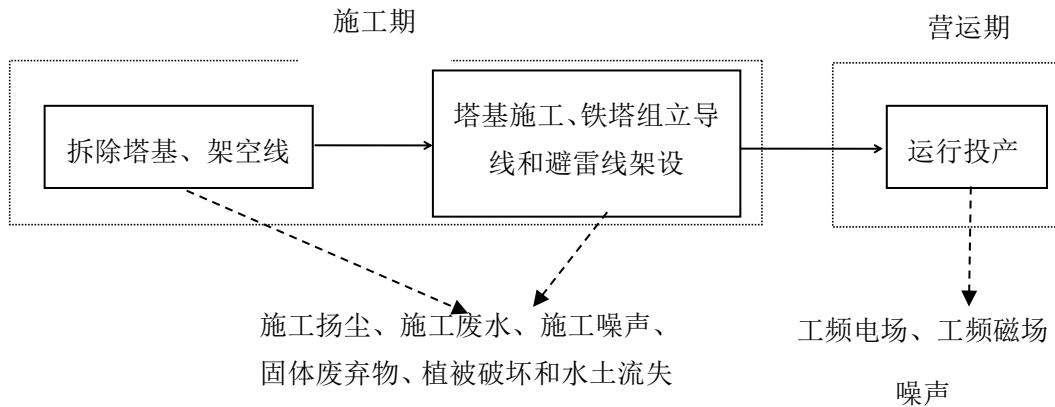 施工期
营运期
拆除塔基、架空线
塔基施工、铁塔组立导
线和避雷线架设
运行投产
施工扬尘、施工废水、施工噪声、
固体废弃物、植被破坏和水土流失
工频电场、工频磁场
噪声